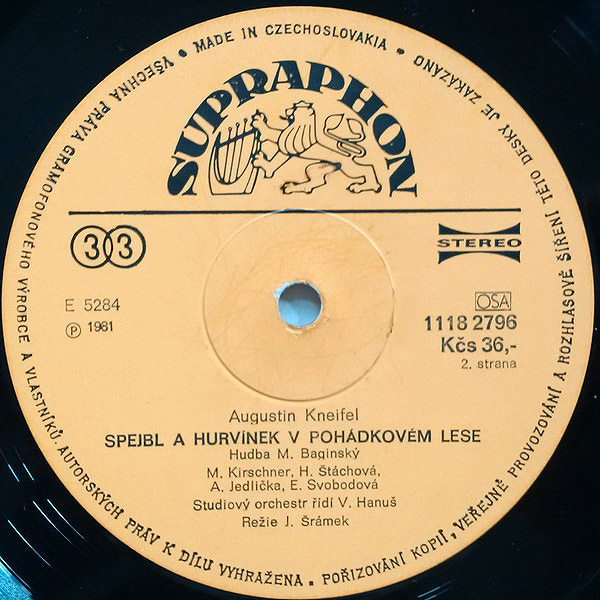 MADE IN CZECHOSLOVAKIA •
VŠECHNA PRÁVA GRAMOFONOVÉHO VÝROBCE A VLASTNÍKŮ AUTORSKÝCH PRÁV K DÍLU VYHRAŽENA • POŘIZOVÁNÍ KOPIÍ, VEŘEJNÉ PROVOZOVÁNÍ A ROZHLASOVÉ ŠÍŘENÍ TÉTO DESKY JE ZAKÁZÁNO •
SUPRAPHON
33
STEREO
E 5284
Ⓟ 1981
OSA
1118 2796
Kčs 36,-
2. strana
Augustin Kneifel
SPEJBL A HURVÍNEK V POHÁDKOVÉM LESE
Hudba M. Baginský
M. Kirschner, H. Štáchová,
A. Jedlička, E. Svobodová
Studiový orchestr řídí V. Hanuš
Režie J. Šrámek